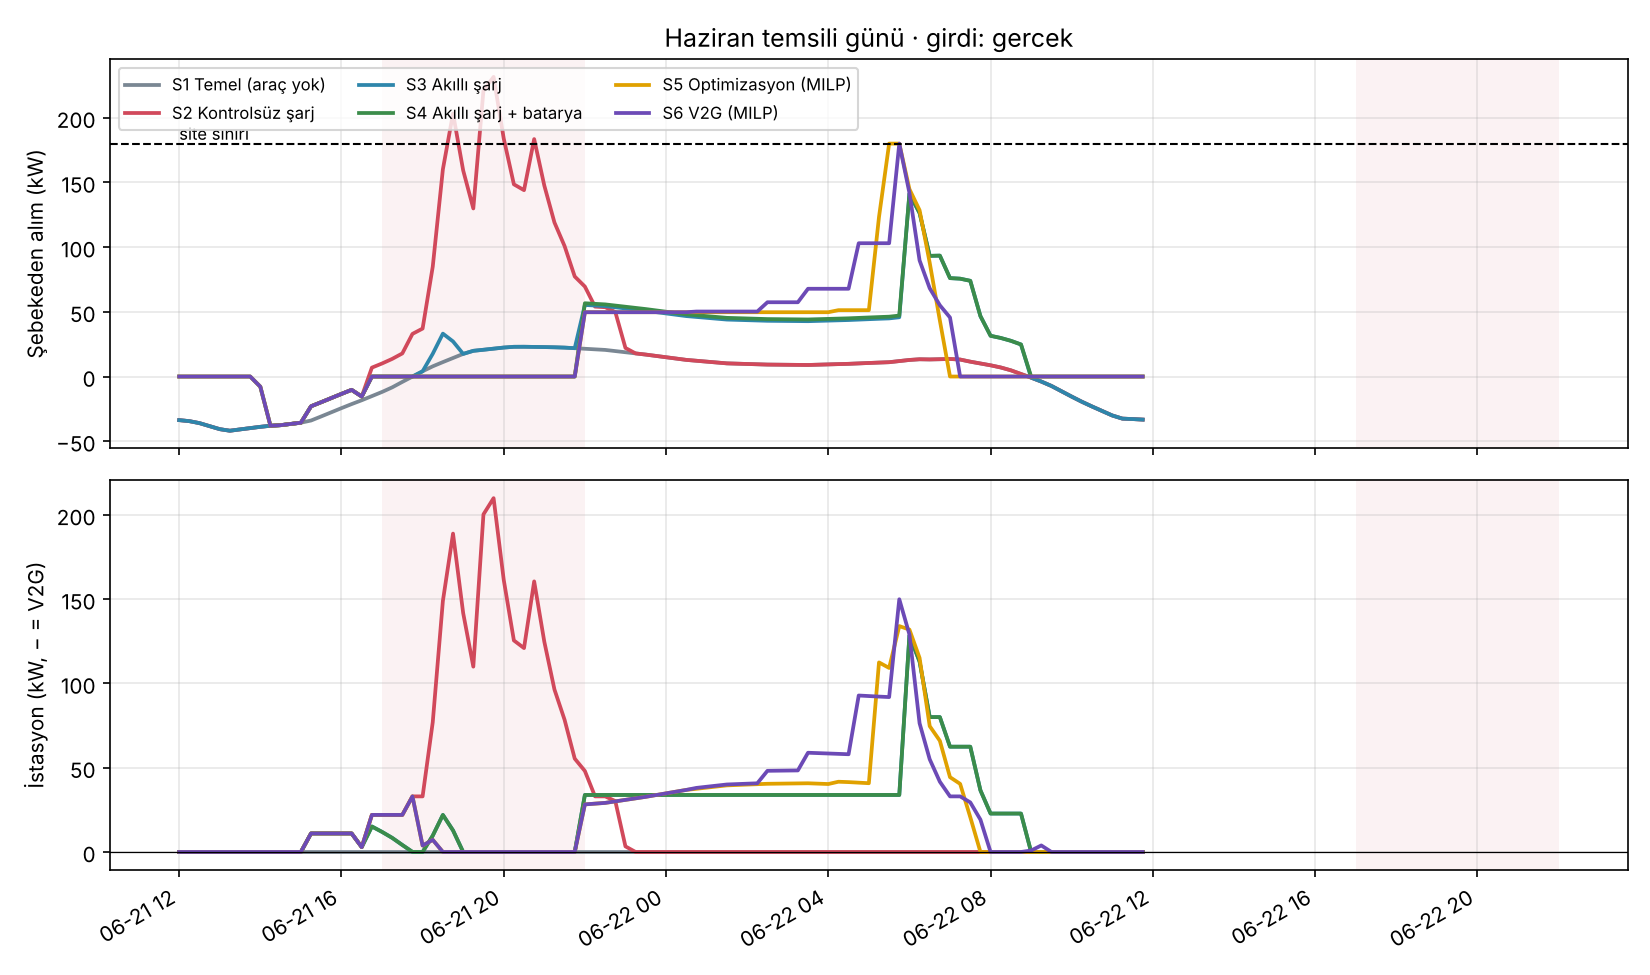 Haziran temsili günü · girdi: gercek
S1 Temel (araç yok)
S2 Kontrolsüz şarj
S3 Akıllı şarj
S4 Akıllı şarj + batarya
S5 Optimizasyon (MILP)
S6 V2G (MILP)
site sınırı
Şebekeden alım (kW)
200
150
100
50
0
−50
İstasyon (kW, − = V2G)
200
150
100
50
0
06-21 12
06-21 16
06-21 20
06-22 00
06-22 04
06-22 08
06-22 12
06-22 16
06-22 20